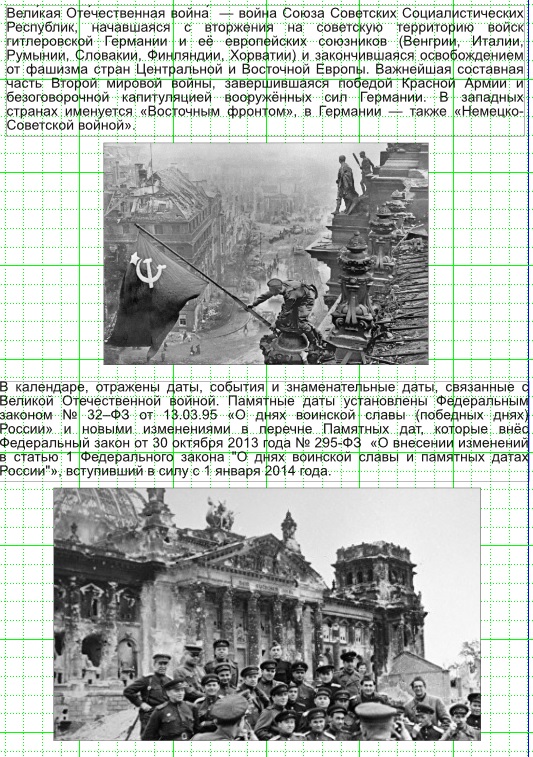 Вели́кая Оте́чественная война́ — война Союза Советских Социалистических
Республик, начавшаяся с вторжения на советскую территорию войск
гитлеровской Германии и её европейских союзников (Венгрии, Италии,
Румынии, Словакии, Финляндии, Хорватии) и закончившаяся освобождением
от фашизма стран Центральной и Восточной Европы. Важнейшая составная
часть Второй мировой войны, завершившаяся победой Красной Армии и
безоговорочной капитуляцией вооружённых сил Германии. В западных
странах именуется «Восточным фронтом», в Германии — также «Немецко-
Советской войной».
В календаре, отражены даты, события и знаменательные даты, связанные с
Великой Отечественной войной. Памятные даты установлены Федеральным
законом № 32–ФЗ от 13.03.95 «О днях воинской славы (победных днях)
России» и новыми изменениями в перечне Памятных дат, которые внёс
Федеральный закон от 30 октября 2013 года № 295-ФЗ «О внесении изменений
в статью 1 Федерального закона "О днях воинской славы и памятных датах
России"», вступивший в силу с 1 января 2014 года.